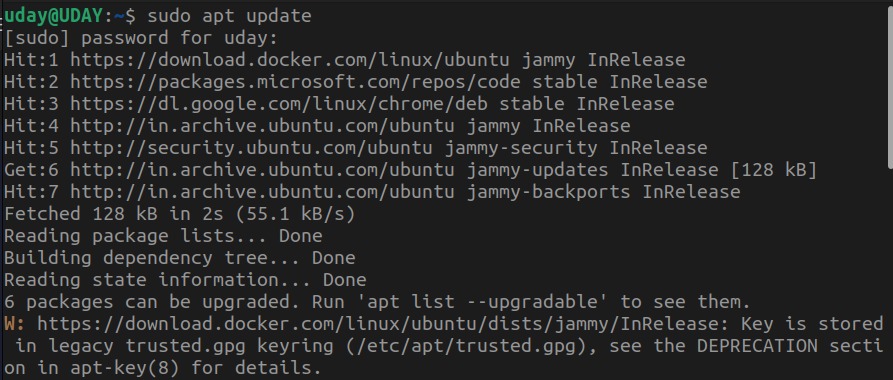 uday@UDAY:~$ sudo apt update
[sudo] password for uday:
Hit:1 https://download.docker.com/linux/ubuntu jammy InRelease
Hit:2 https://packages.microsoft.com/repos/code stable InRelease
Hit:3 https://dl.google.com/linux/chrome/deb stable InRelease
Hit:4 http://in.archive.ubuntu.com/ubuntu jammy InRelease
Hit:5 http://security.ubuntu.com/ubuntu jammy-security InRelease
Get:6 http://in.archive.ubuntu.com/ubuntu jammy-updates InRelease [128 kB]
Hit:7 http://in.archive.ubuntu.com/ubuntu jammy-backports InRelease
Fetched 128 kB in 2s (55.1 kB/s)
Reading package lists... Done
Building dependency tree... Done
Reading state information... Done
6 packages can be upgraded. Run 'apt list --upgradable' to see them.
W: https://download.docker.com/linux/ubuntu/dists/jammy/InRelease: Key is stored
 in legacy trusted.gpg keyring (/etc/apt/trusted.gpg), see the DEPRECATION secti
on in apt-key(8) for details.